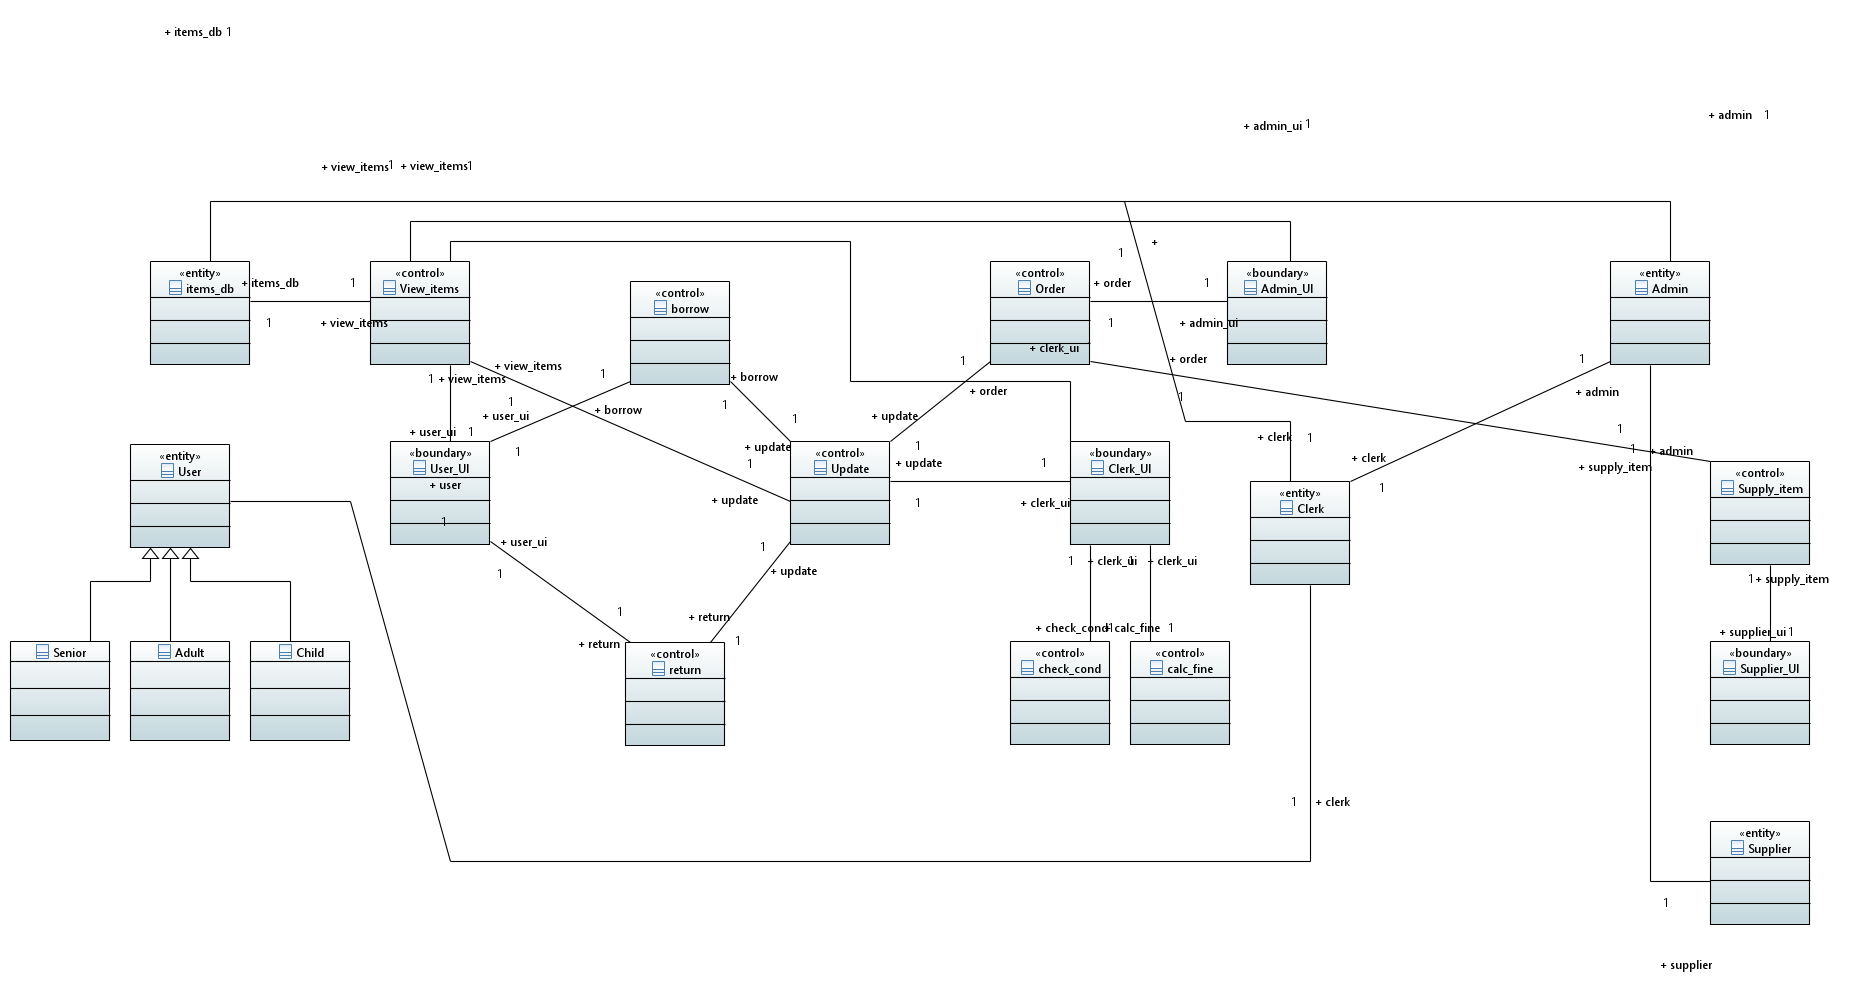 + items_db 1
+ admin 1
+ admin_ui 1
+ view_items 1 + view_items 1
+
1
«entity»
items_db
+ items_db 1
1 + view_items
«control»
View_items
«control»
borrow
«control»
Order
+ order 1
1 + admin_ui
«boundary»
Admin_UI
«entity»
Admin
+ clerk_ui
+ order
1
1 + view_items
+ view_items
1
1
+ borrow
+ borrow
1
1
1
+ order
1
+ admin
1
+ user_ui
1
+ user_ui 1
+ update
1
+ update
1
+ update
+ update 1
1 + clerk_ui
+ clerk 1
+ clerk
1
1
1 + admin
+ supply_item
«entity»
User
«boundary»
User_UI
+ user
1
«control»
Update
«boundary»
Clerk_UI
«entity»
Clerk
«control»
Supply_item
+ update
+ user_ui
1
1
+ update
1 + clerk_ui 1 + clerk_ui
1 + supply_item
1
+ return
+ return
1
+ check_cond 1
+ calc_fine 1
+ supplier_ui 1
Senior
Adult
Child
«control»
return
«control»
check_cond
«control»
calc_fine
«boundary»
Supplier_UI
1 + clerk
«entity»
Supplier
1
+ supplier